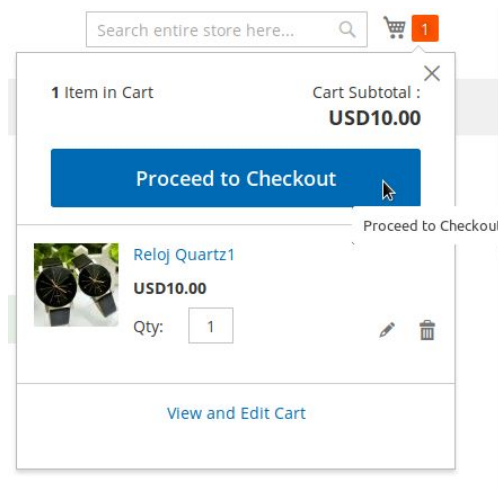 Search entire store here...
1
1 Item in Cart
Cart Subtotal :
USD10.00
Proceed to Checkout
Proceed to Checkout
Reloj Quartz1
USD10.00
Qty: 1
View and Edit Cart